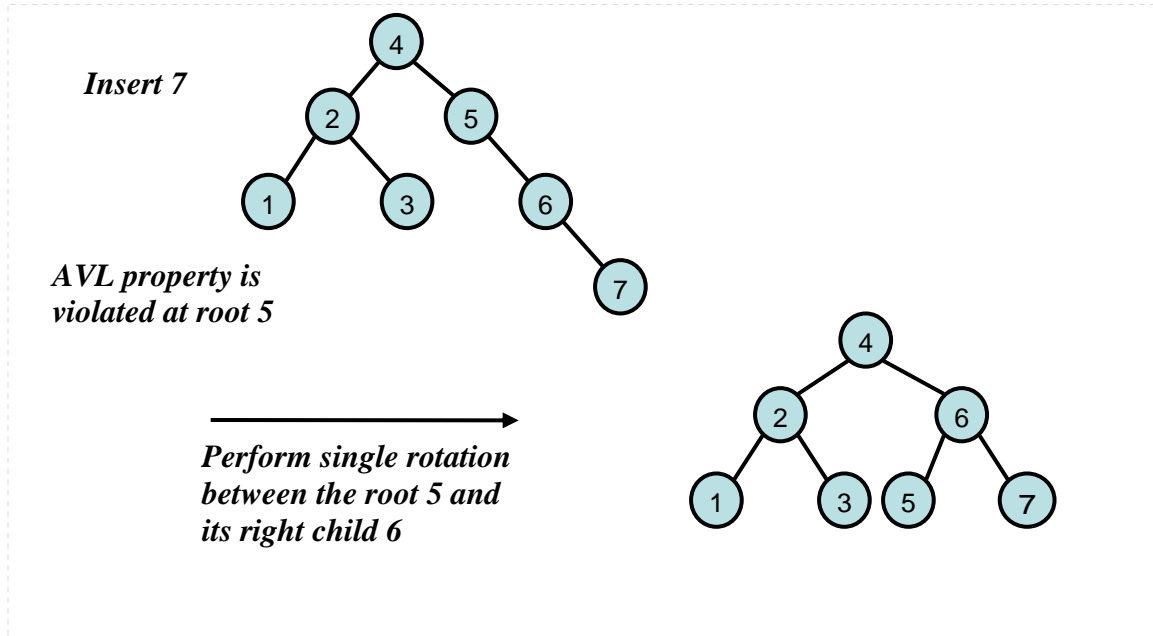 4
Insert 7
2
5
1
3
6
AVL property is
violated at root 5
7
4
2
6
Perform single rotation
between the root 5 and
its right child 6
1
3
5
7